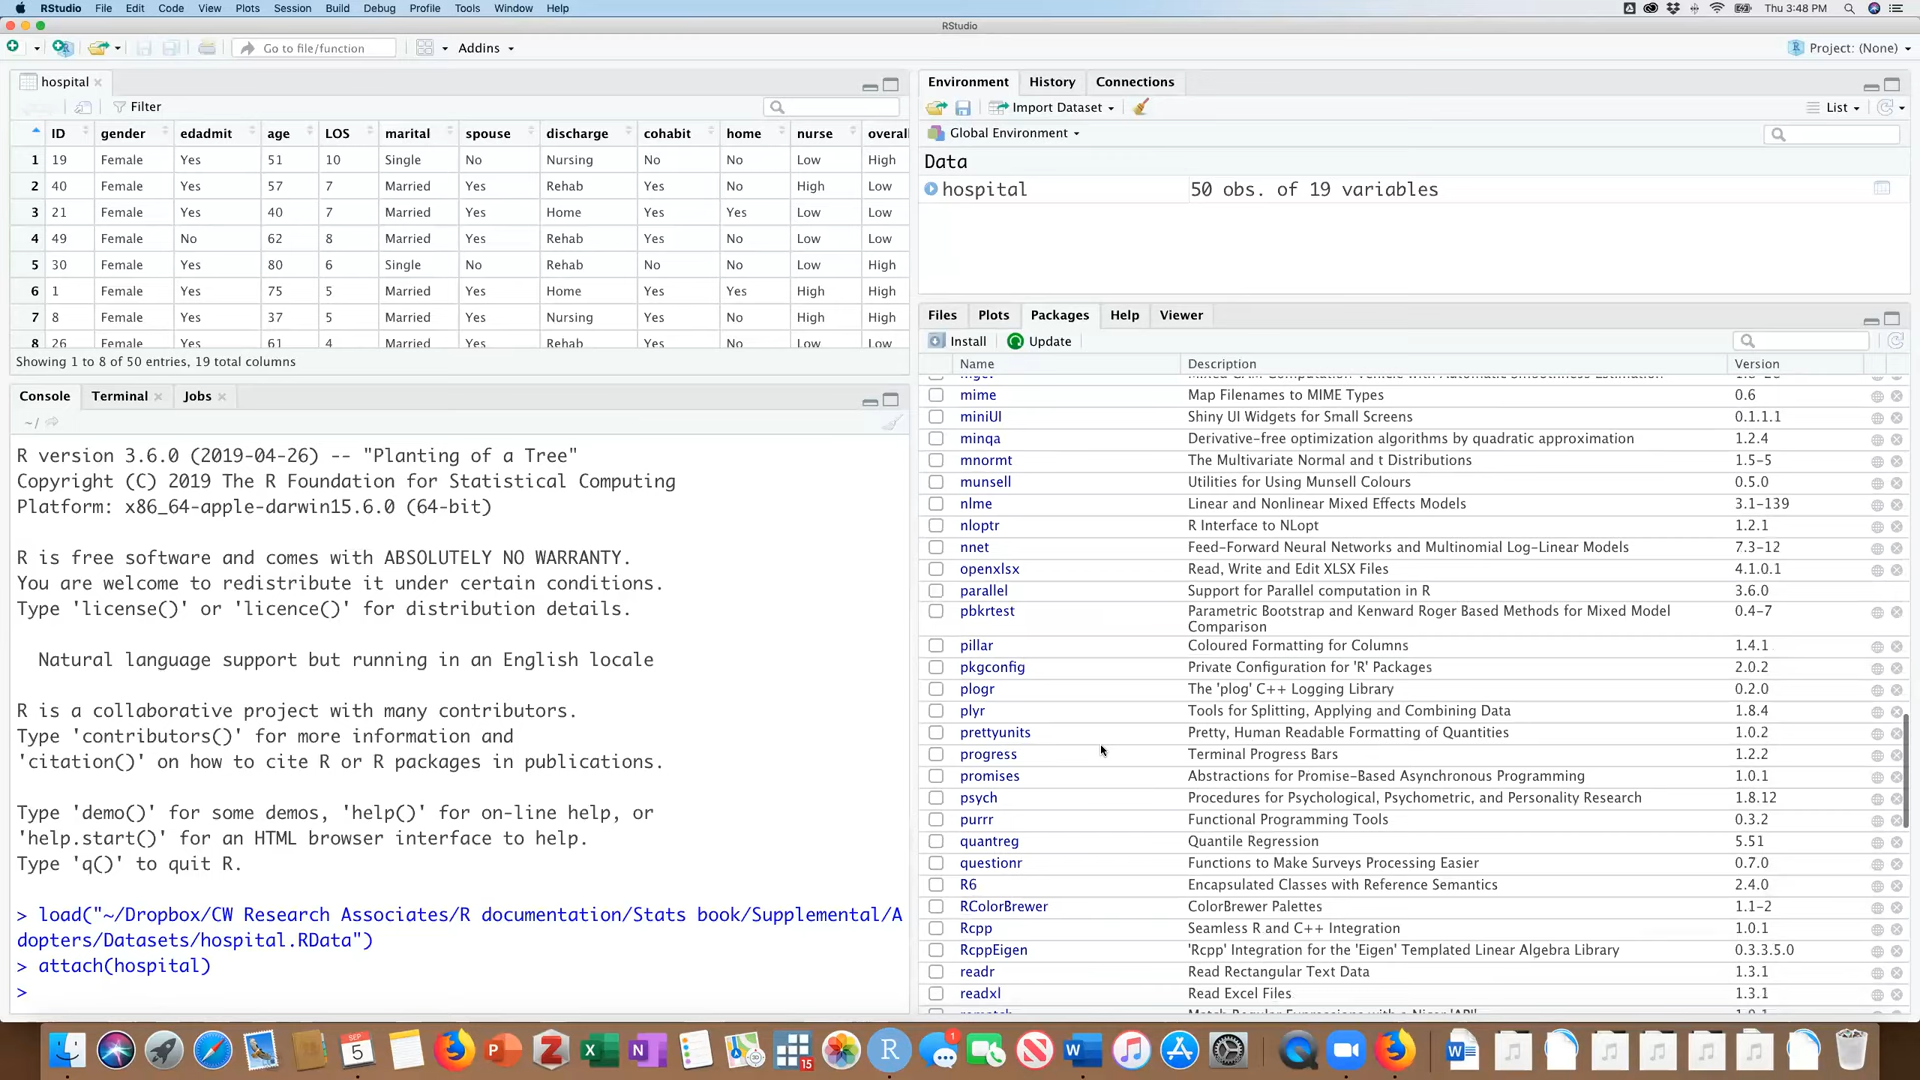 RStudio File Edit Code View Plots Session Build Debug Profile Tools Window Help Thu 3:48 PM
RStudio
Go to file/function Addins Project: (None)
hospital
Filter
ID gender edadmit age LOS marital spouse discharge cohabit home nurse overall
1 19 Female Yes 51 10 Single No Nursing No No Low High
2 40 Female Yes 57 7 Married Yes Rehab Yes No High Low
3 21 Female Yes 40 7 Married Yes Home Yes Yes Low Low
4 49 Female No 62 8 Married Yes Rehab Yes No Low Low
5 30 Female Yes 80 6 Single No Rehab No No Low High
6 1 Female Yes 75 5 Married Yes Home Yes Yes High High
7 8 Female Yes 37 5 Married Yes Nursing Yes No High High
8 26 Female Yes 61 4 Married Yes Rehab Yes No Low Low
Showing 1 to 8 of 50 entries, 19 total columns
Console Terminal Jobs
~/
R version 3.6.0 (2019-04-26) -- "Planting of a Tree"
Copyright (C) 2019 The R Foundation for Statistical Computing
Platform: x86_64-apple-darwin15.6.0 (64-bit)
R is free software and comes with ABSOLUTELY NO WARRANTY.
You are welcome to redistribute it under certain conditions.
Type 'license()' or 'licence()' for distribution details.
Natural language support but running in an English locale
R is a collaborative project with many contributors.
Type 'contributors()' for more information and
'citation()' on how to cite R or R packages in publications.
Type 'demo()' for some demos, 'help()' for on-line help, or
'help.start()' for an HTML browser interface to help.
Type 'q()' to quit R.
> load("~/Dropbox/CW Research Associates/R documentation/Stats book/Supplemental/A
dopters/Datasets/hospital.RData")
> attach(hospital)
>
Environment History Connections
Import Dataset List
Global Environment
Data
hospital 50 obs. of 19 variables
Files Plots Packages Help Viewer
Install Update
Name Description Version
mime Map Filenames to MIME Types 0.6
miniUI Shiny UI Widgets for Small Screens 0.1.1.1
minqa Derivative-free optimization algorithms by quadratic approximation 1.2.4
mnormt The Multivariate Normal and t Distributions 1.5-5
munsell Utilities for Using Munsell Colours 0.5.0
nlme Linear and Nonlinear Mixed Effects Models 3.1-139
nloptr R Interface to NLopt 1.2.1
nnet Feed-Forward Neural Networks and Multinomial Log-Linear Models 7.3-12
openxlsx Read, Write and Edit XLSX Files 4.1.0.1
parallel Support for Parallel computation in R 3.6.0
pbkrtest Parametric Bootstrap and Kenward Roger Based Methods for Mixed Model 0.4-7
Comparison
pillar Coloured Formatting for Columns 1.4.1
pkgconfig Private Configuration for 'R' Packages 2.0.2
plogr The 'plog' C++ Logging Library 0.2.0
plyr Tools for Splitting, Applying and Combining Data 1.8.4
prettyunits Pretty, Human Readable Formatting of Quantities 1.0.2
progress Terminal Progress Bars 1.2.2
promises Abstractions for Promise-Based Asynchronous Programming 1.0.1
psych Procedures for Psychological, Psychometric, and Personality Research 1.8.12
purrr Functional Programming Tools 0.3.2
quantreg Quantile Regression 5.51
questionr Functions to Make Surveys Processing Easier 0.7.0
R6 Encapsulated Classes with Reference Semantics 2.4.0
RColorBrewer ColorBrewer Palettes 1.1-2
Rcpp Seamless R and C++ Integration 1.0.1
RcppEigen 'Rcpp' Integration for the 'Eigen' Templated Linear Algebra Library 0.3.3.5.0
readr Read Rectangular Text Data 1.3.1
readxl Read Excel Files 1.3.1
SEP
5
15
1